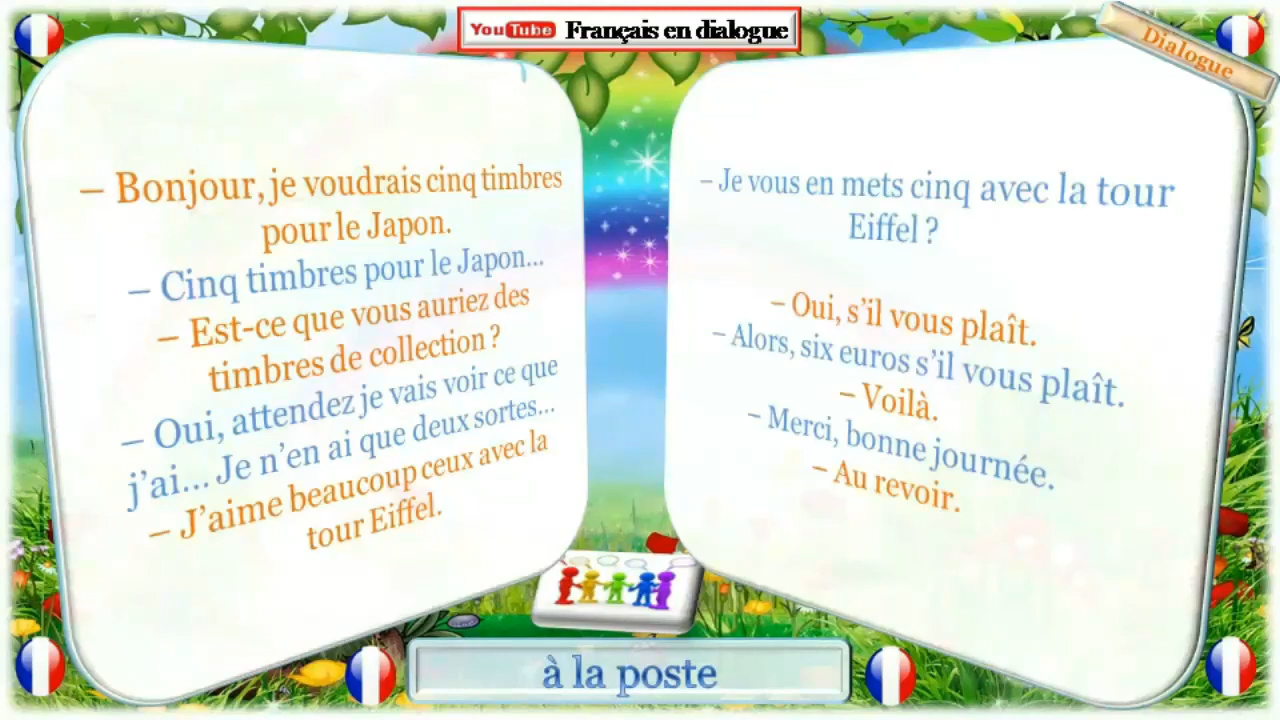 YouTube Français en dialogue
Dialogue
– Bonjour, je voudrais cinq timbres
pour le Japon.
– Cinq timbres pour le Japon...
– Est-ce que vous auriez des
timbres de collection ?
– Oui, attendez je vais voir ce que
j’ai... Je n’en ai que deux sortes...
– J’aime beaucoup ceux avec la
tour Eiffel.
– Je vous en mets cinq avec la tour
Eiffel ?
– Oui, s’il vous plaît.
– Alors, six euros s’il vous plaît.
– Voilà.
– Merci, bonne journée.
– Au revoir.
à la poste